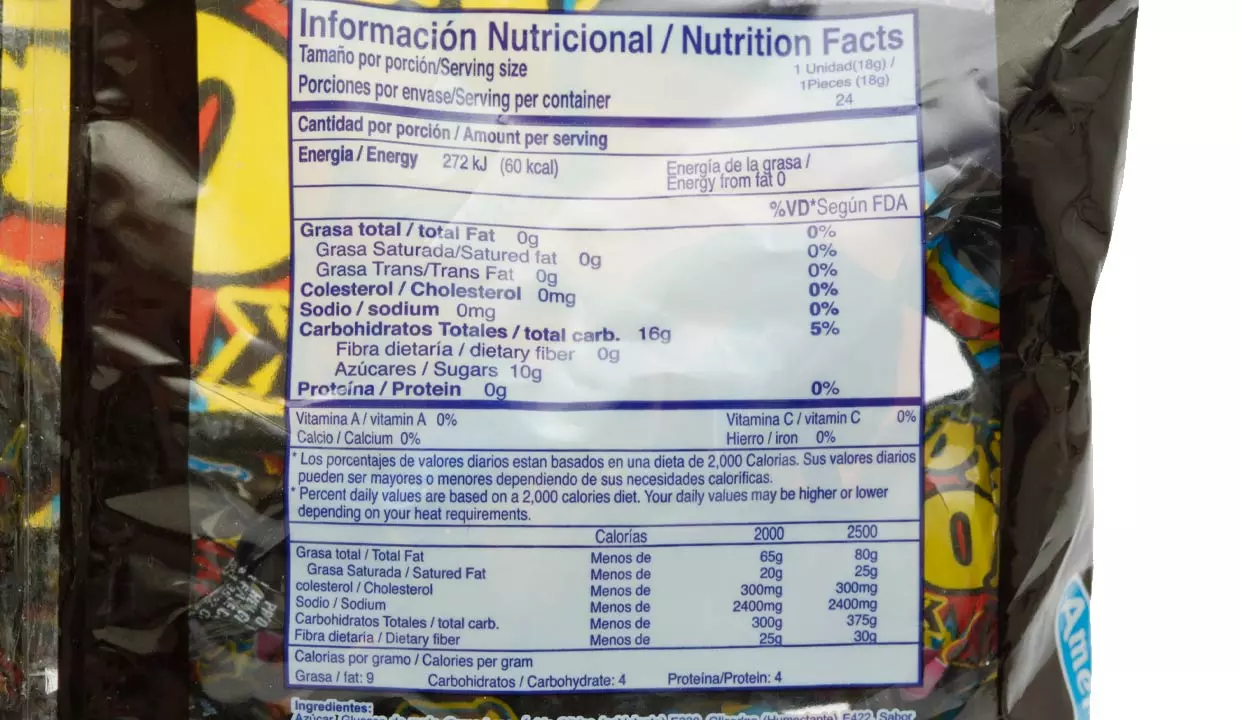 Información Nutricional / Nutrition Facts
Tamaño por porción/Serving size 1 Unidad(18g) /
1Pieces (18g)
Porciones por envase/Serving per container 24
Cantidad por porción / Amount per serving
Energia / Energy 272 kJ (60 kcal) Energía de la grasa /
Energy from fat 0
%VD*Según FDA
Grasa total / total Fat 0g 0%
Grasa Saturada/Satured fat 0g 0%
Grasa Trans/Trans Fat 0g 0%
Colesterol / Cholesterol 0mg 0%
Sodio / sodium 0mg 0%
Carbohidratos Totales / total carb. 16g 5%
Fibra dietaría / dietary fiber 0g
Azúcares / Sugars 10g
Proteína / Protein 0g 0%
Vitamina A / vitamin A 0% Vitamina C / vitamin C 0%
Calcio / Calcium 0% Hierro / iron 0%
* Los porcentajes de valores diarios estan basados en una dieta de 2,000 Calorias. Sus valores diarios
pueden ser mayores o menores dependiendo de sus necesidades caloríficas.
* Percent daily values are based on a 2,000 calories diet. Your daily values may be higher or lower
depending on your heat requirements.
Calorías 2000 2500
Grasa total / Total Fat Menos de 65g 80g
Grasa Saturada / Satured Fat Menos de 20g 25g
colesterol / Cholesterol Menos de 300mg 300mg
Sodio / Sodium Menos de 2400mg 2400mg
Carbohidratos Totales / total carb. Menos de 300g 375g
Fibra dietaria / Dietary fiber Menos de 25g 30g
Calorías por gramo / Calories per gram
Grasa / fat: 9 Carbohidratos / Carbohydrate: 4 Proteína/Protein: 4
Ingredientes:
(Humectante) E422, Sabor
Ame